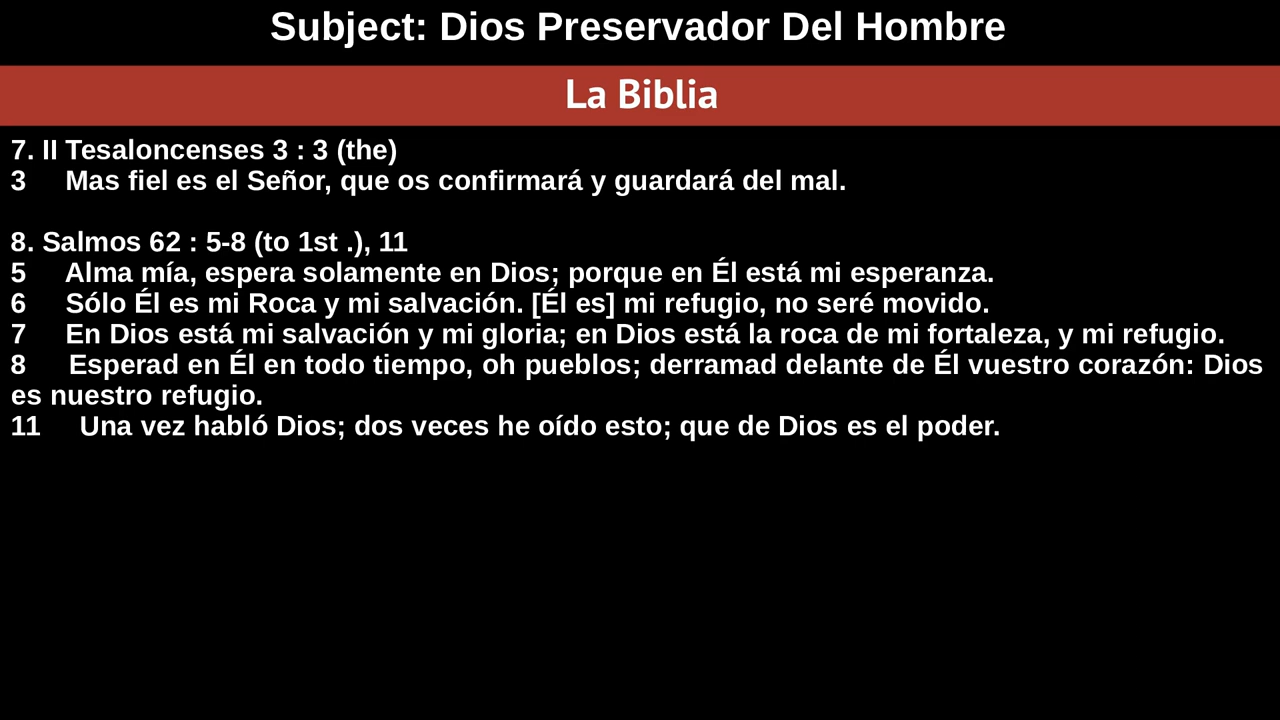 Subject: Dios Preservador Del Hombre
La Biblia
7. II Tesaloncenses 3 : 3 (the)
3 Mas fiel es el Señor, que os confirmará y guardará del mal.
8. Salmos 62 : 5-8 (to 1st .), 11
5 Alma mía, espera solamente en Dios; porque en Él está mi esperanza.
6 Sólo Él es mi Roca y mi salvación. [Él es] mi refugio, no seré movido.
7 En Dios está mi salvación y mi gloria; en Dios está la roca de mi fortaleza, y mi refugio.
8 Esperad en Él en todo tiempo, oh pueblos; derramad delante de Él vuestro corazón: Dios
es nuestro refugio.
11 Una vez habló Dios; dos veces he oído esto; que de Dios es el poder.